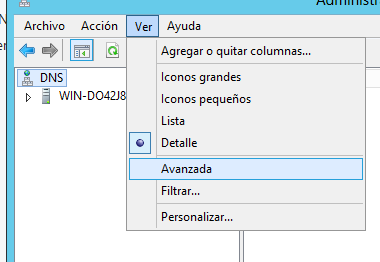 Administr
Archivo Acción Ver Ayuda
Agregar o quitar columnas...
Iconos grandes
Iconos pequeños
Lista
Detalle
Avanzada
Filtrar...
Personalizar...
DNS
WIN-DO42J8